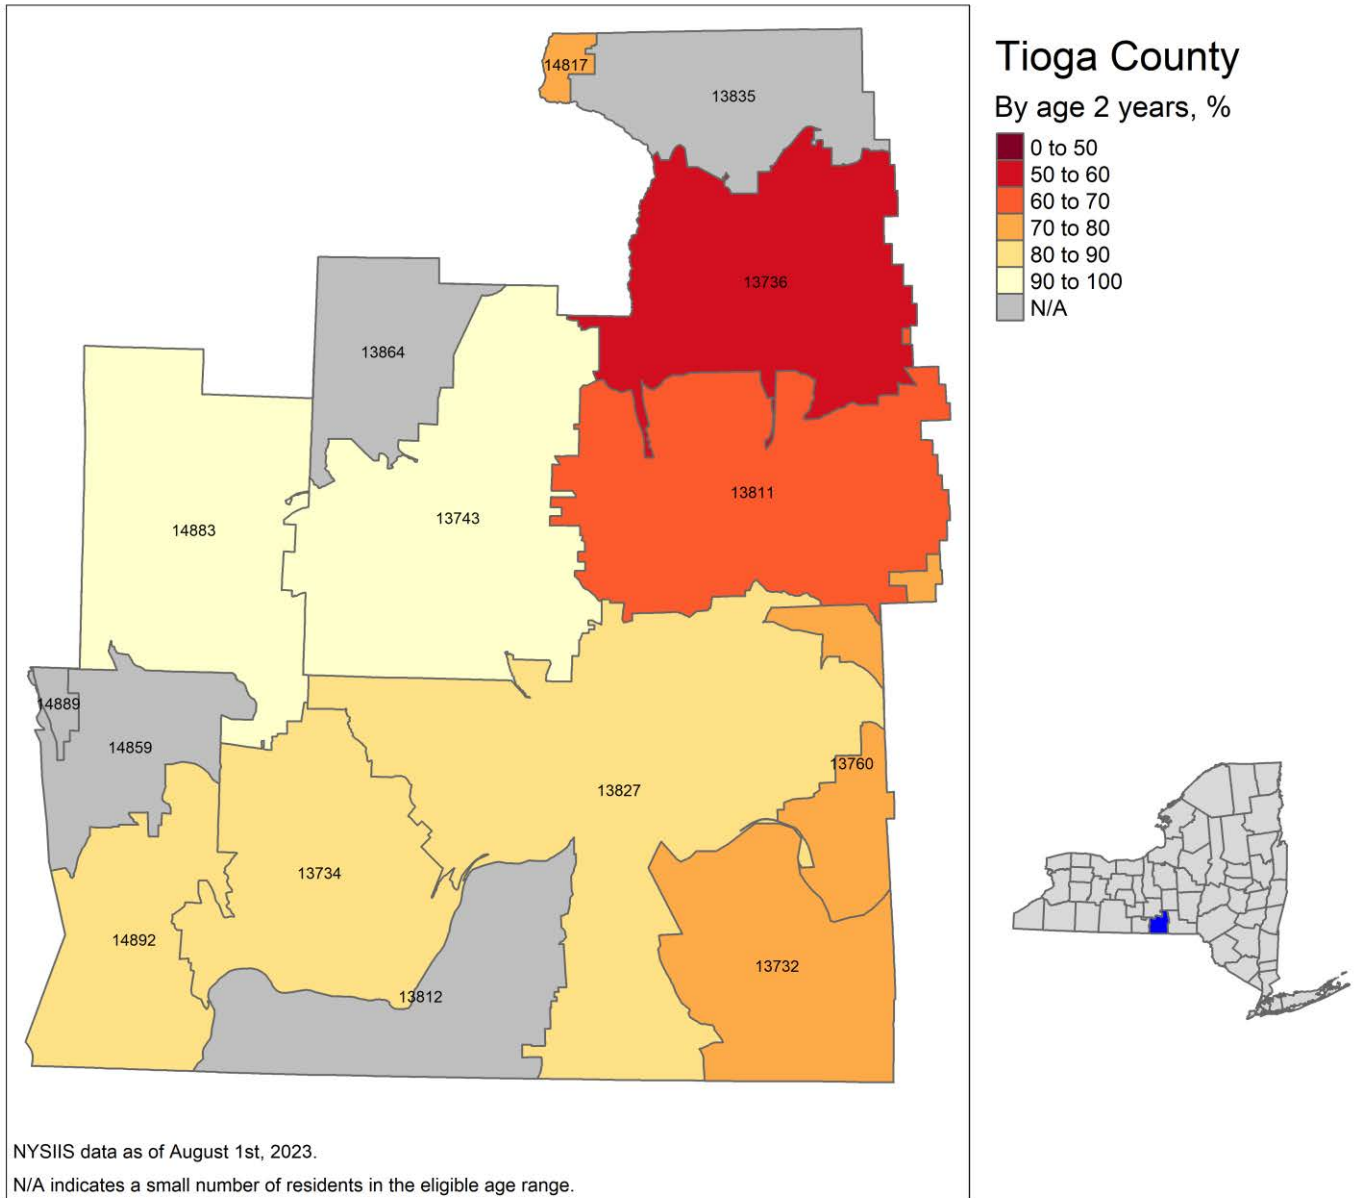 Tioga County
By age 2 years, %
0 to 50
50 to 60
60 to 70
70 to 80
80 to 90
90 to 100
N/A
14817
13835
13736
13864
13811
13743
14883
14889
14859
13760
13827
13734
14892
13732
13812
NYSIIS data as of August 1st, 2023.
N/A indicates a small number of residents in the eligible age range.